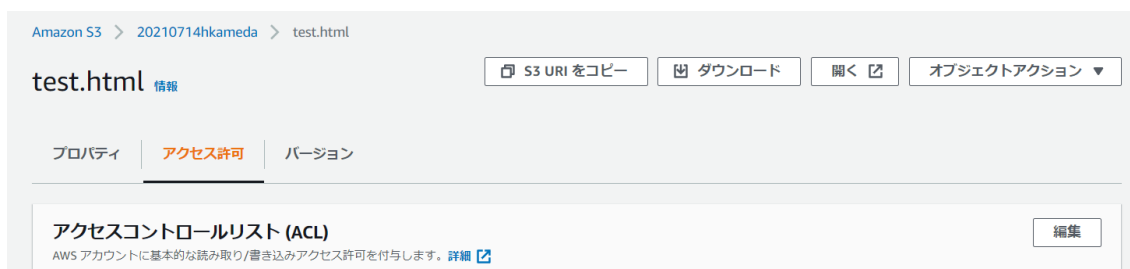 Amazon S3 > 20210714hkameda > test.html
test.html 情報
S3 URI をコピー ダウンロード 開く オブジェクトアクション ▼
プロパティ アクセス許可 バージョン
アクセスコントロールリスト (ACL) 編集
AWS アカウントに基本的な読み取り/書き込みアクセス許可を付与します。詳細